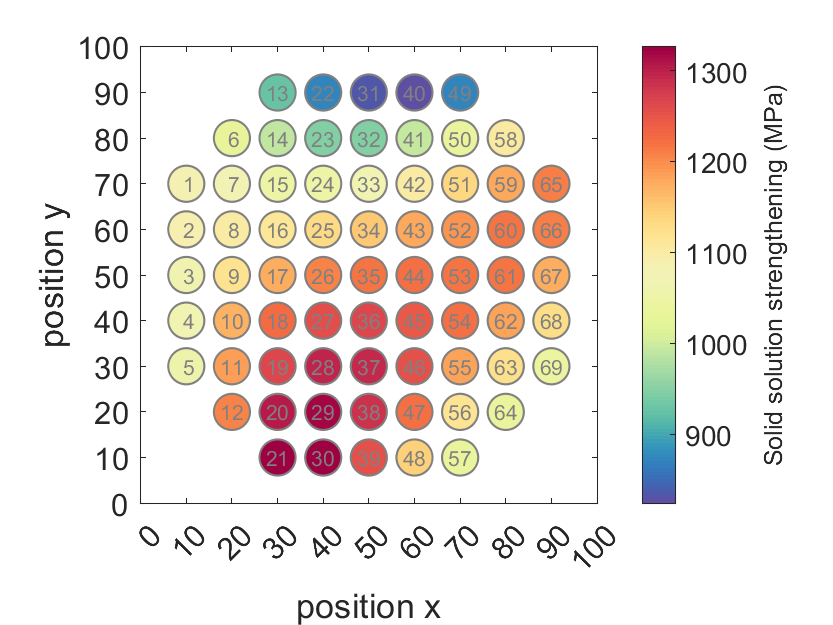 100
90
80
70
60
50
40
30
20
10
0
position y
13 22 31 40 49
6 14 23 32 41 50 58
1 7 15 24 33 42 51 59 65
2 8 16 25 34 43 52 60 66
3 9 17 26 35 44 53 61 67
4 10 18 27 36 45 54 62 68
5 11 19 28 37 46 55 63 69
12 20 29 38 47 56 64
21 30 39 48 57
0 10 20 30 40 50 60 70 80 90 100
position x
1300
1200
1100
1000
900
Solid solution strengthening (MPa)